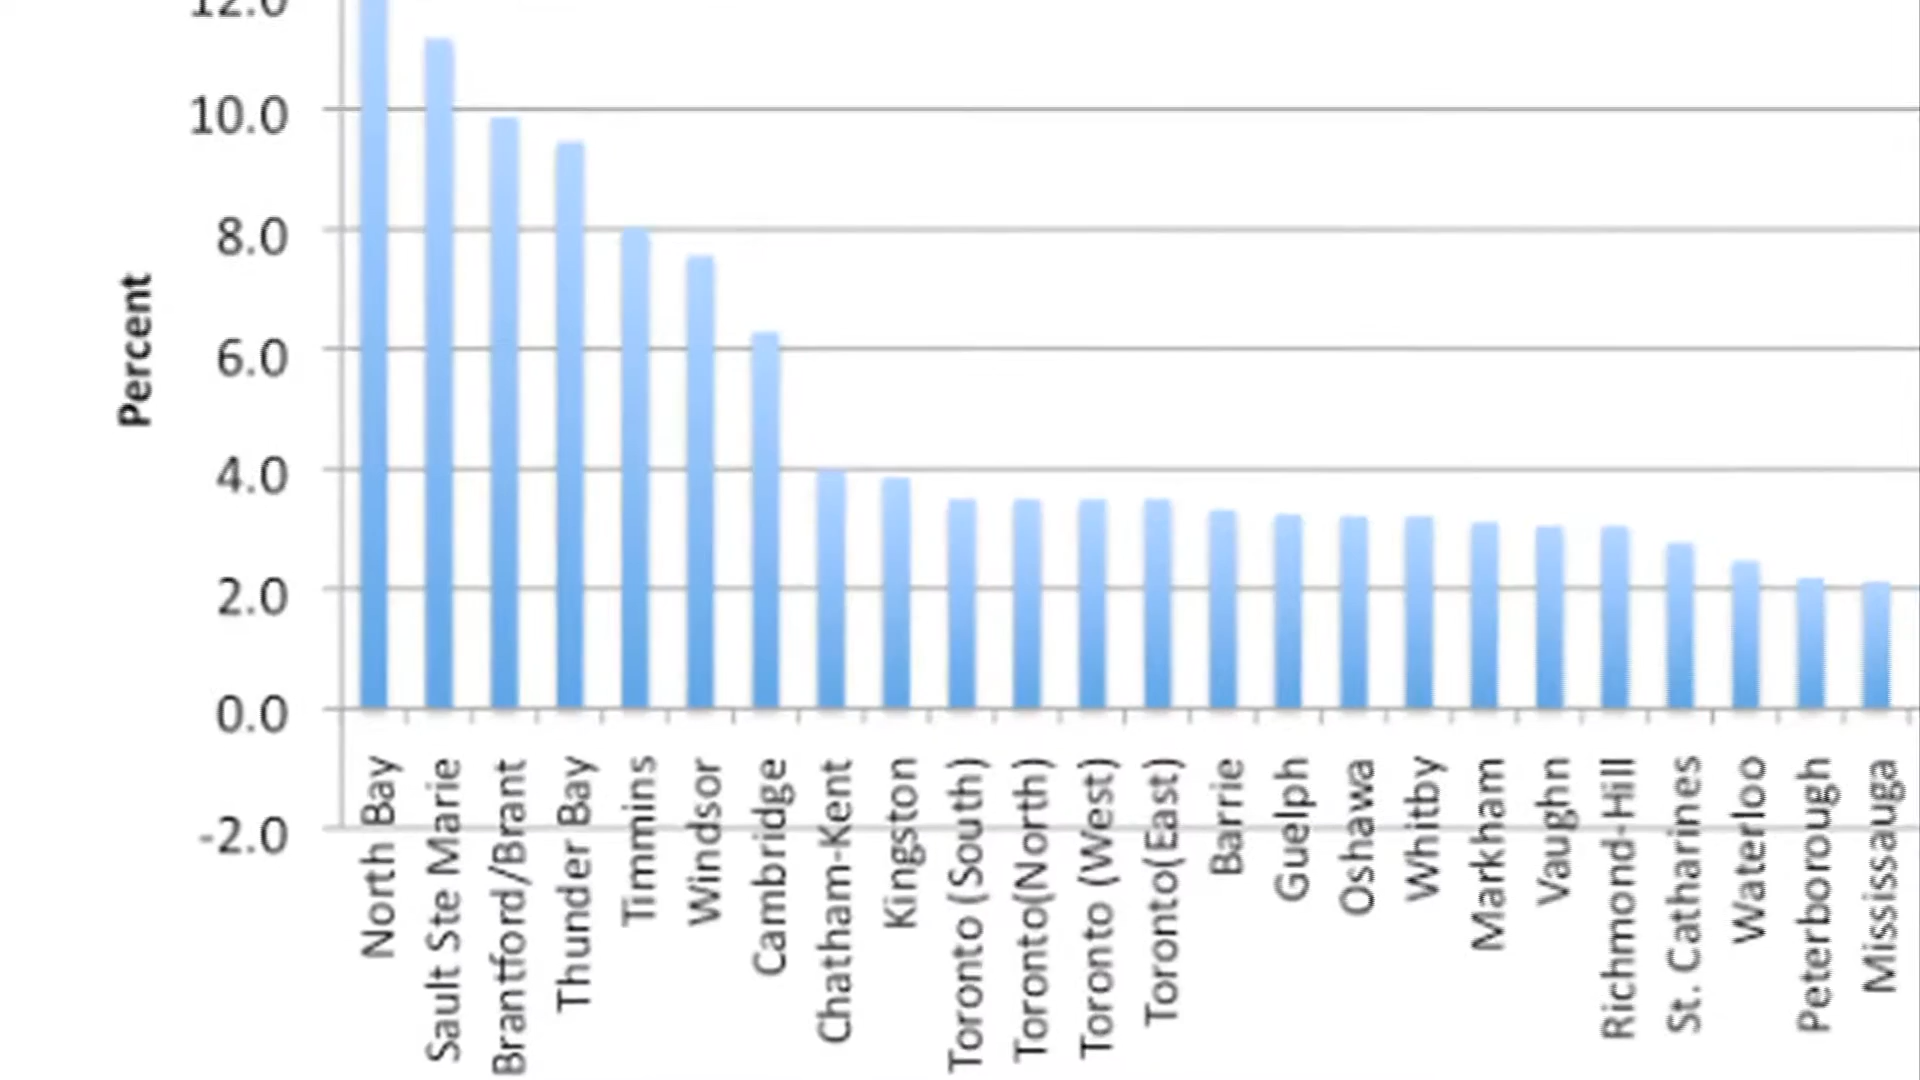 12.0
10.0
8.0
6.0
4.0
2.0
0.0
-2.0
Percent
North Bay
Sault Ste Marie
Brantford/Brant
Thunder Bay
Timmins
Windsor
Cambridge
Chatham-Kent
Kingston
Toronto (South)
Toronto(North)
Toronto (West)
Toronto(East)
Barrie
Guelph
Oshawa
Whitby
Markham
Vaughn
Richmond-Hill
St. Catharines
Waterloo
Peterborough
Mississauga